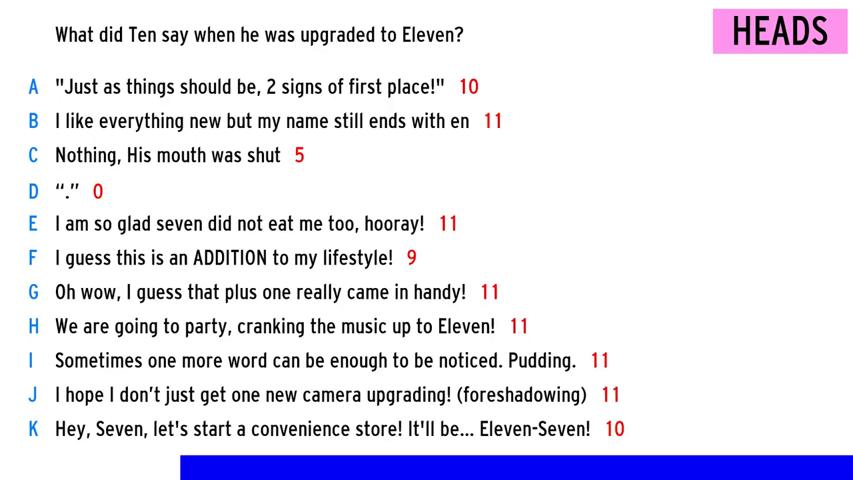 What did Ten say when he was upgraded to Eleven?
HEADS
A "Just as things should be, 2 signs of first place!" 10
B I like everything new but my name still ends with en 11
C Nothing, His mouth was shut 5
D “.” 0
E I am so glad seven did not eat me too, hooray! 11
F I guess this is an ADDITION to my lifestyle! 9
G Oh wow, I guess that plus one really came in handy! 11
H We are going to party, cranking the music up to Eleven! 11
I Sometimes one more word can be enough to be noticed. Pudding. 11
J I hope I don’t just get one new camera upgrading! (foreshadowing) 11
K Hey, Seven, let's start a convenience store! It'll be... Eleven-Seven! 10